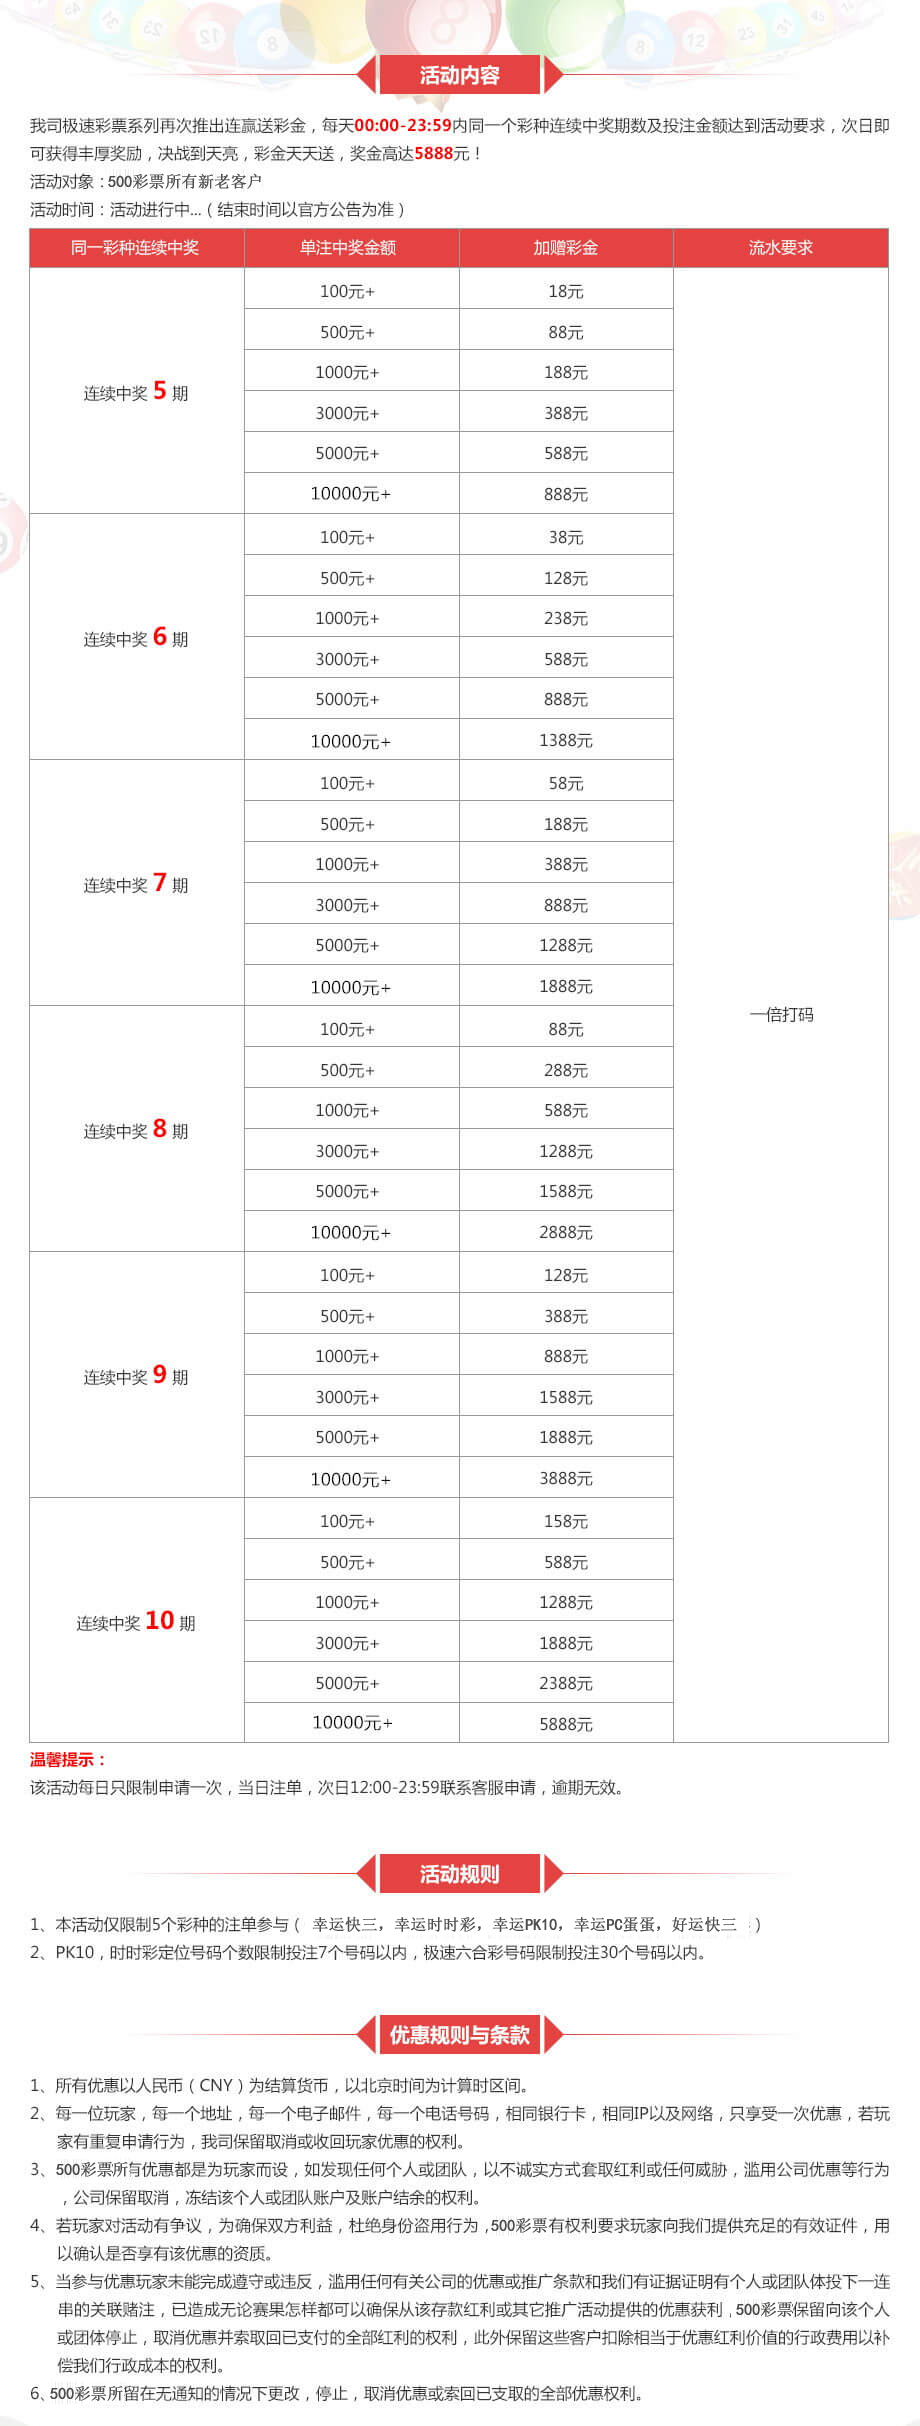 活动内容
我司极速彩票系列再次推出连赢送彩金，每天00:00-23:59内同一个彩种连续中奖期数及投注金额达到活动要求，次日即
可获得丰厚奖励，决战到天亮，彩金天天送，奖金高达5888元！
活动对象：500彩票所有新老客户
活动时间：活动进行中...（结束时间以官方公告为准）
同一彩种连续中奖 单注中奖金额 加赠彩金 流水要求
连续中奖 5 期
100元+ 18元
500元+ 88元
1000元+ 188元
3000元+ 388元
5000元+ 588元
10000元+ 888元
连续中奖 6 期
100元+ 38元
500元+ 128元
1000元+ 238元
3000元+ 588元
5000元+ 888元
10000元+ 1388元
连续中奖 7 期
100元+ 58元
500元+ 188元
1000元+ 388元
3000元+ 888元
5000元+ 1288元
10000元+ 1888元
一倍打码
连续中奖 8 期
100元+ 88元
500元+ 288元
1000元+ 588元
3000元+ 1288元
5000元+ 1588元
10000元+ 2888元
连续中奖 9 期
100元+ 128元
500元+ 388元
1000元+ 888元
3000元+ 1588元
5000元+ 1888元
10000元+ 3888元
连续中奖 10 期
100元+ 158元
500元+ 588元
1000元+ 1288元
3000元+ 1888元
5000元+ 2388元
10000元+ 5888元
温馨提示：
该活动每日只限制申请一次，当日注单，次日12:00-23:59联系客服申请，逾期无效。
活动规则
1、本活动仅限制5个彩种的注单参与（ 幸运快三，幸运时时彩，幸运PK10，幸运PC蛋蛋，好运快三 ）
2、PK10，时时彩定位号码个数限制投注7个号码以内，极速六合彩号码限制投注30个号码以内。
优惠规则与条款
1、所有优惠以人民币（CNY）为结算货币，以北京时间为计算时区间。
2、每一位玩家，每一个地址，每一个电子邮件，每一个电话号码，相同银行卡，相同IP以及网络，只享受一次优惠，若玩
家有重复申请行为，我司保留取消或收回玩家优惠的权利。
3、500彩票所有优惠都是为玩家而设，如发现任何个人或团队，以不诚实方式套取红利或任何威胁，滥用公司优惠等行为
，公司保留取消，冻结该个人或团队账户及账户结余的权利。
4、若玩家对活动有争议，为确保双方利益，杜绝身份盗用行为，500彩票有权利要求玩家向我们提供充足的有效证件，用
以确认是否享有该优惠的资质。
5、当参与优惠玩家未能完成遵守或违反，滥用任何有关公司的优惠或推广条款和我们有证据证明有个人或团队体投下一连
串的关联赌注，已造成无论赛果怎样都可以确保从该存款红利或其它推广活动提供的优惠获利，500彩票保留向该个人
或团体停止，取消优惠并索取回已支付的全部红利的权利，此外保留这些客户扣除相当于优惠红利价值的行政费用以补
偿我们行政成本的权利。
6、500彩票所留在无通知的情况下更改，停止，取消优惠或索回已支取的全部优惠权利。